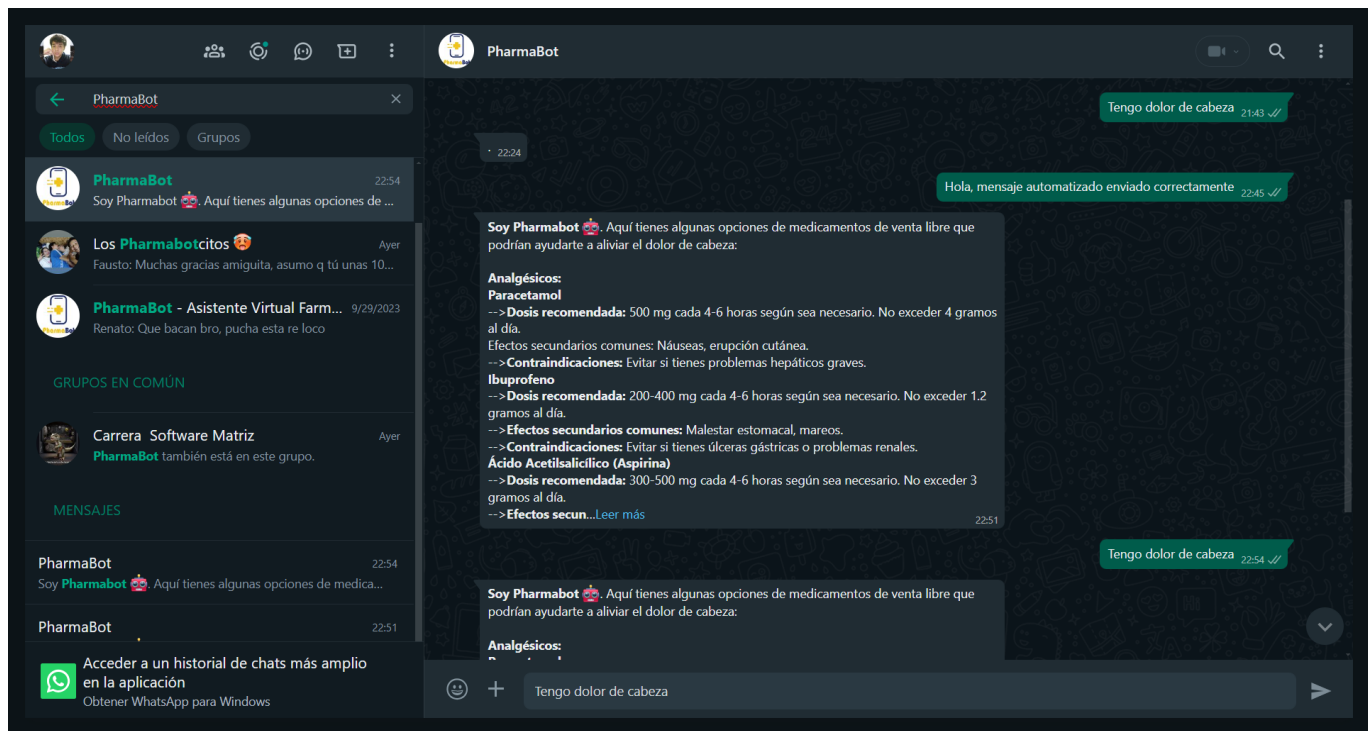 PharmaBot
Todos
No leídos
Grupos
PharmaBot
22:54
Soy Pharmabot 🤖. Aquí tienes algunas opciones de ...
Los Pharmabotcitos 🥵
Ayer
Fausto: Muchas gracias amiguita, asumo q tú unas 10...
PharmaBot - Asistente Virtual Farm...
9/29/2023
Renato: Que bacan bro, pucha esta re loco
GRUPOS EN COMÚN
Carrera Software Matriz
Ayer
PharmaBot también está en este grupo.
MENSAJES
PharmaBot
22:54
Soy Pharmabot 🤖. Aquí tienes algunas opciones de medica...
PharmaBot
22:51
Acceder a un historial de chats más amplio
en la aplicación
Obtener WhatsApp para Windows
PharmaBot
Tengo dolor de cabeza 21:43
· 22:24
Hola, mensaje automatizado enviado correctamente 22:45
Soy Pharmabot 🤖. Aquí tienes algunas opciones de medicamentos de venta libre que
podrían ayudarte a aliviar el dolor de cabeza:
Analgésicos:
Paracetamol
-->Dosis recomendada: 500 mg cada 4-6 horas según sea necesario. No exceder 4 gramos
al día.
Efectos secundarios comunes: Náuseas, erupción cutánea.
-->Contraindicaciones: Evitar si tienes problemas hepáticos graves.
Ibuprofeno
-->Dosis recomendada: 200-400 mg cada 4-6 horas según sea necesario. No exceder 1.2
gramos al día.
-->Efectos secundarios comunes: Malestar estomacal, mareos.
-->Contraindicaciones: Evitar si tienes úlceras gástricas o problemas renales.
Ácido Acetilsalicílico (Aspirina)
-->Dosis recomendada: 300-500 mg cada 4-6 horas según sea necesario. No exceder 3
gramos al día.
-->Efectos secun...Leer más
22:51
Tengo dolor de cabeza 22:54
Soy Pharmabot 🤖. Aquí tienes algunas opciones de medicamentos de venta libre que
podrían ayudarte a aliviar el dolor de cabeza:
Analgésicos:
Tengo dolor de cabeza